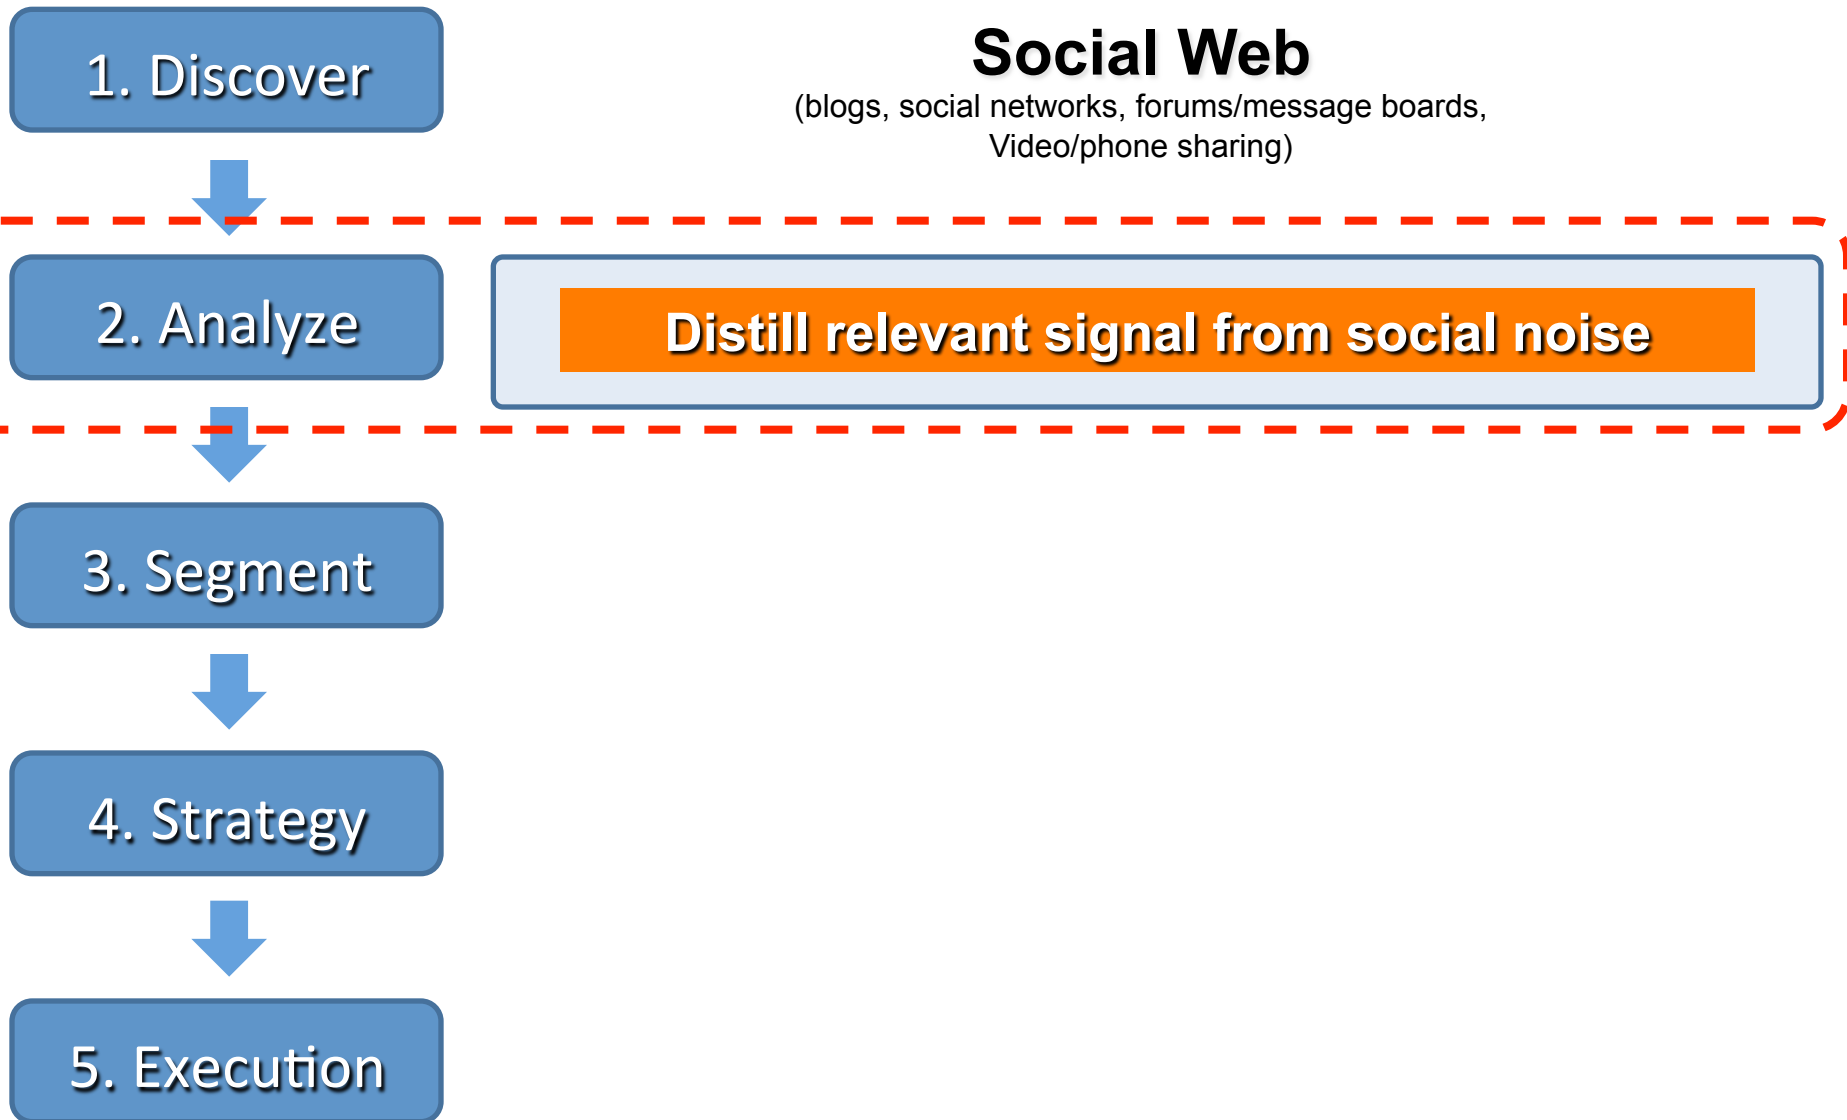 1. Discover
Social Web
(blogs, social networks, forums/message boards,
Video/phone sharing)
2. Analyze
Distill relevant signal from social noise
3. Segment
4. Strategy
5. Execution